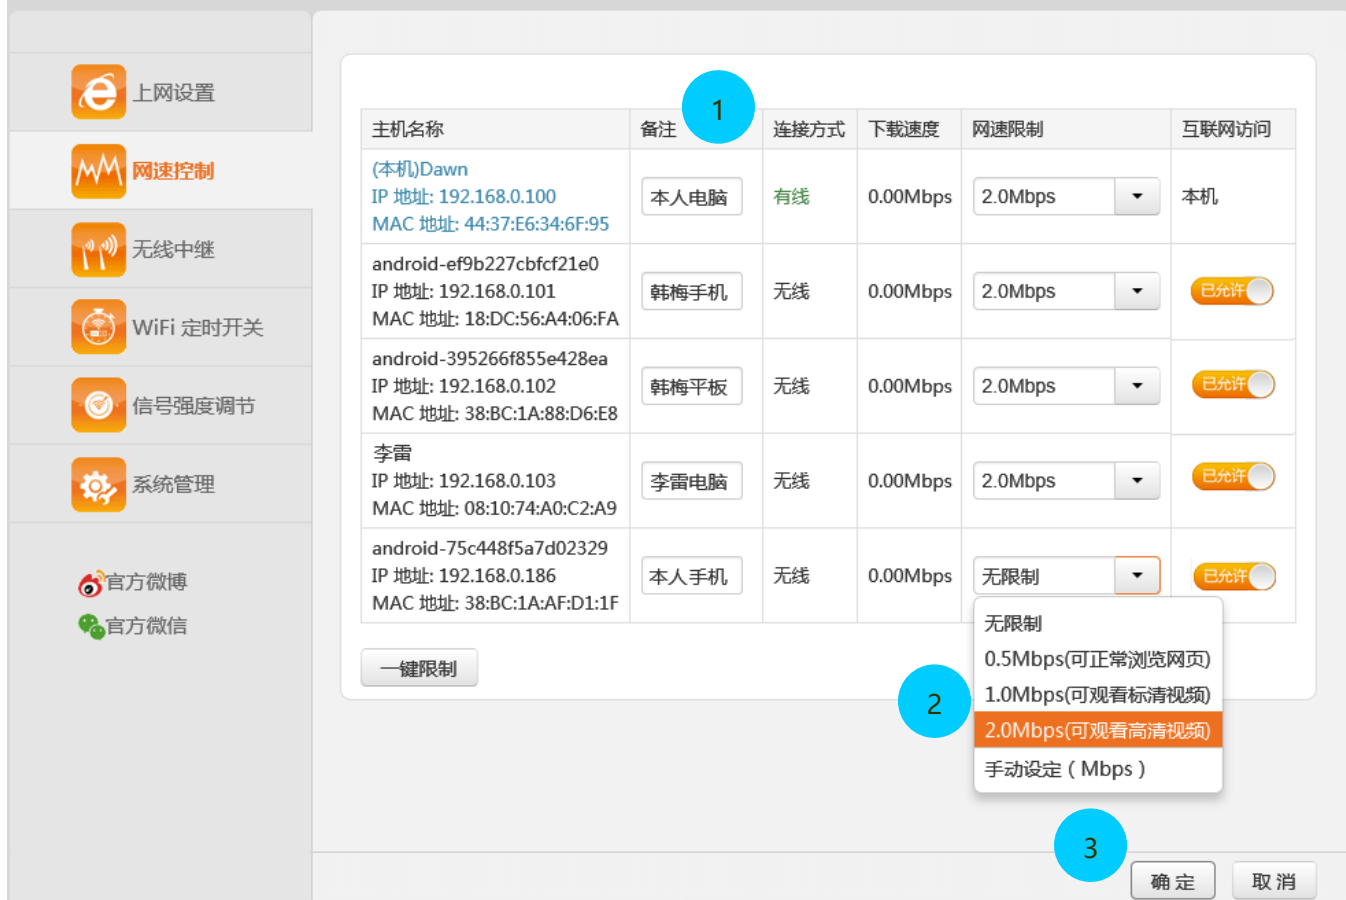 上网设置
网速控制
无线中继
WiFi 定时开关
信号强度调节
系统管理
官方微博
官方微信
1
主机名称 备注 连接方式 下载速度 网速限制 互联网访问
(本机)Dawn
IP 地址: 192.168.0.100
MAC 地址: 44:37:E6:34:6F:95
本人电脑 有线 0.00Mbps 2.0Mbps 本机
android-ef9b227cbfcf21e0
IP 地址: 192.168.0.101
MAC 地址: 18:DC:56:A4:06:FA
韩梅手机 无线 0.00Mbps 2.0Mbps 已允许
android-395266f855e428ea
IP 地址: 192.168.0.102
MAC 地址: 38:BC:1A:88:D6:E8
韩梅平板 无线 0.00Mbps 2.0Mbps 已允许
李雷
IP 地址: 192.168.0.103
MAC 地址: 08:10:74:A0:C2:A9
李雷电脑 无线 0.00Mbps 2.0Mbps 已允许
android-75c448f5a7d02329
IP 地址: 192.168.0.186
MAC 地址: 38:BC:1A:AF:D1:1F
本人手机 无线 0.00Mbps 无限制 已允许
无限制
0.5Mbps(可正常浏览网页)
1.0Mbps(可观看标清视频)
2.0Mbps(可观看高清视频)
手动设定 ( Mbps )
一键限制
2
3
确 定 取 消